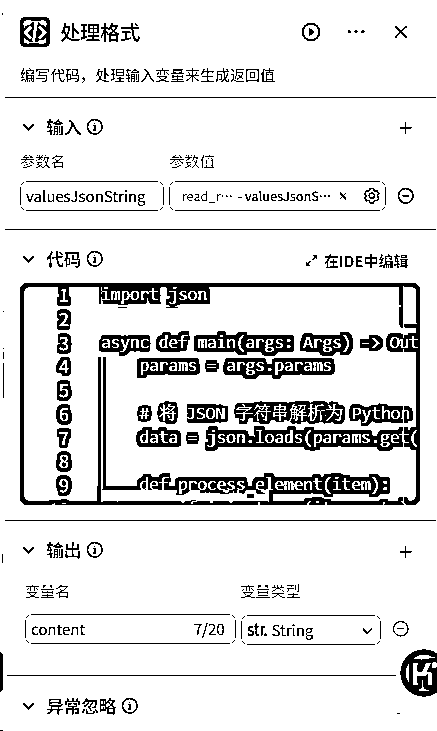 处理格式
编写代码，处理输入变量来生成返回值
输入
参数名 参数值
valuesJsonString read_r… - valuesJsonS…
代码 在IDE中编辑
1 import json
2
3 async def main(args: Args) -> Out
4 params = args.params
5
6 # 将 JSON 字符串解析为 Python
7 data = json.loads(params.get(
8
9 def process_element(item):
输出
变量名 变量类型
content 7/20 str. String
异常忽略